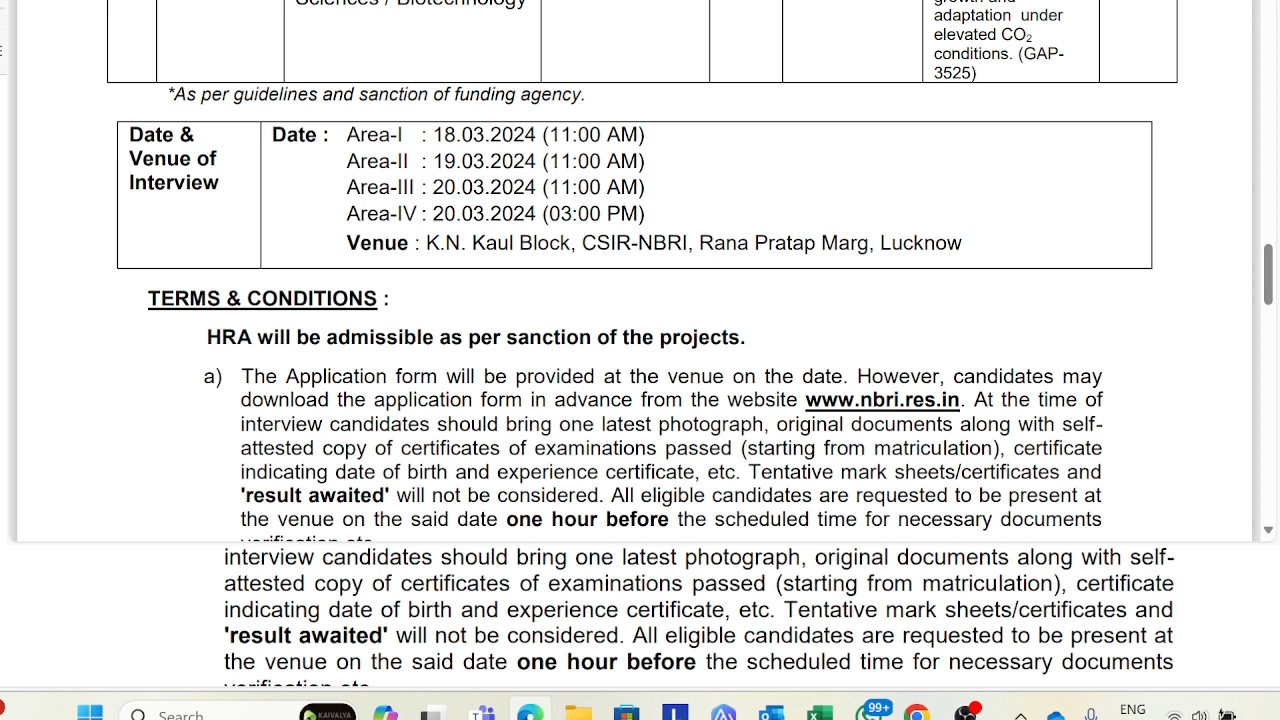 Sciences / Biotechnology
growth and
adaptation under
elevated CO₂
conditions. (GAP-
3525)
*As per guidelines and sanction of funding agency.
Date & Venue of Interview
Date : Area-I : 18.03.2024 (11:00 AM)
Area-II : 19.03.2024 (11:00 AM)
Area-III : 20.03.2024 (11:00 AM)
Area-IV : 20.03.2024 (03:00 PM)
Venue : K.N. Kaul Block, CSIR-NBRI, Rana Pratap Marg, Lucknow
TERMS & CONDITIONS :
HRA will be admissible as per sanction of the projects.
a) The Application form will be provided at the venue on the date. However, candidates may
download the application form in advance from the website www.nbri.res.in. At the time of
interview candidates should bring one latest photograph, original documents along with self-
attested copy of certificates of examinations passed (starting from matriculation), certificate
indicating date of birth and experience certificate, etc. Tentative mark sheets/certificates and
'result awaited' will not be considered. All eligible candidates are requested to be present at
the venue on the said date one hour before the scheduled time for necessary documents
verification etc.
interview candidates should bring one latest photograph, original documents along with self-
attested copy of certificates of examinations passed (starting from matriculation), certificate
indicating date of birth and experience certificate, etc. Tentative mark sheets/certificates and
'result awaited' will not be considered. All eligible candidates are requested to be present at
the venue on the said date one hour before the scheduled time for necessary documents
verification etc.
Search
KAIVALYA
99+
ENG